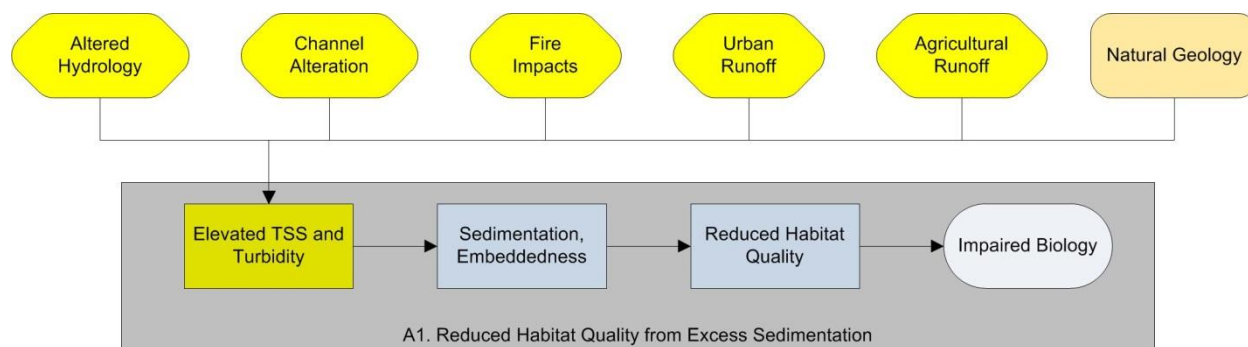 Altered
Hydrology
Channel
Alteration
Fire
Impacts
Urban
Runoff
Agricultural
Runoff
Natural Geology
Elevated TSS and
Turbidity
Sedimentation,
Embeddedness
Reduced Habitat
Quality
Impaired Biology
A1. Reduced Habitat Quality from Excess Sedimentation